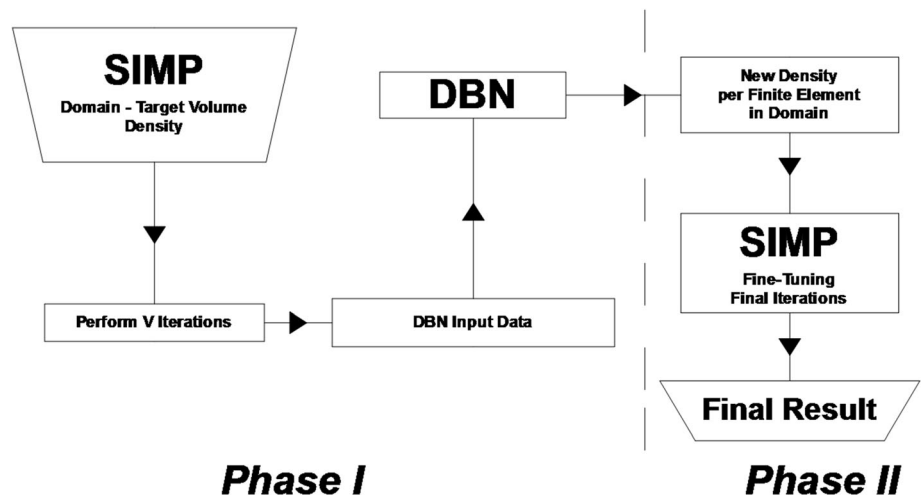 SIMP
Domain - Target Volume
Density
Perform V Iterations
DBN Input Data
DBN
New Density
per Finite Element
in Domain
SIMP
Fine-Tuning
Final Iterations
Final Result
Phase I
Phase II